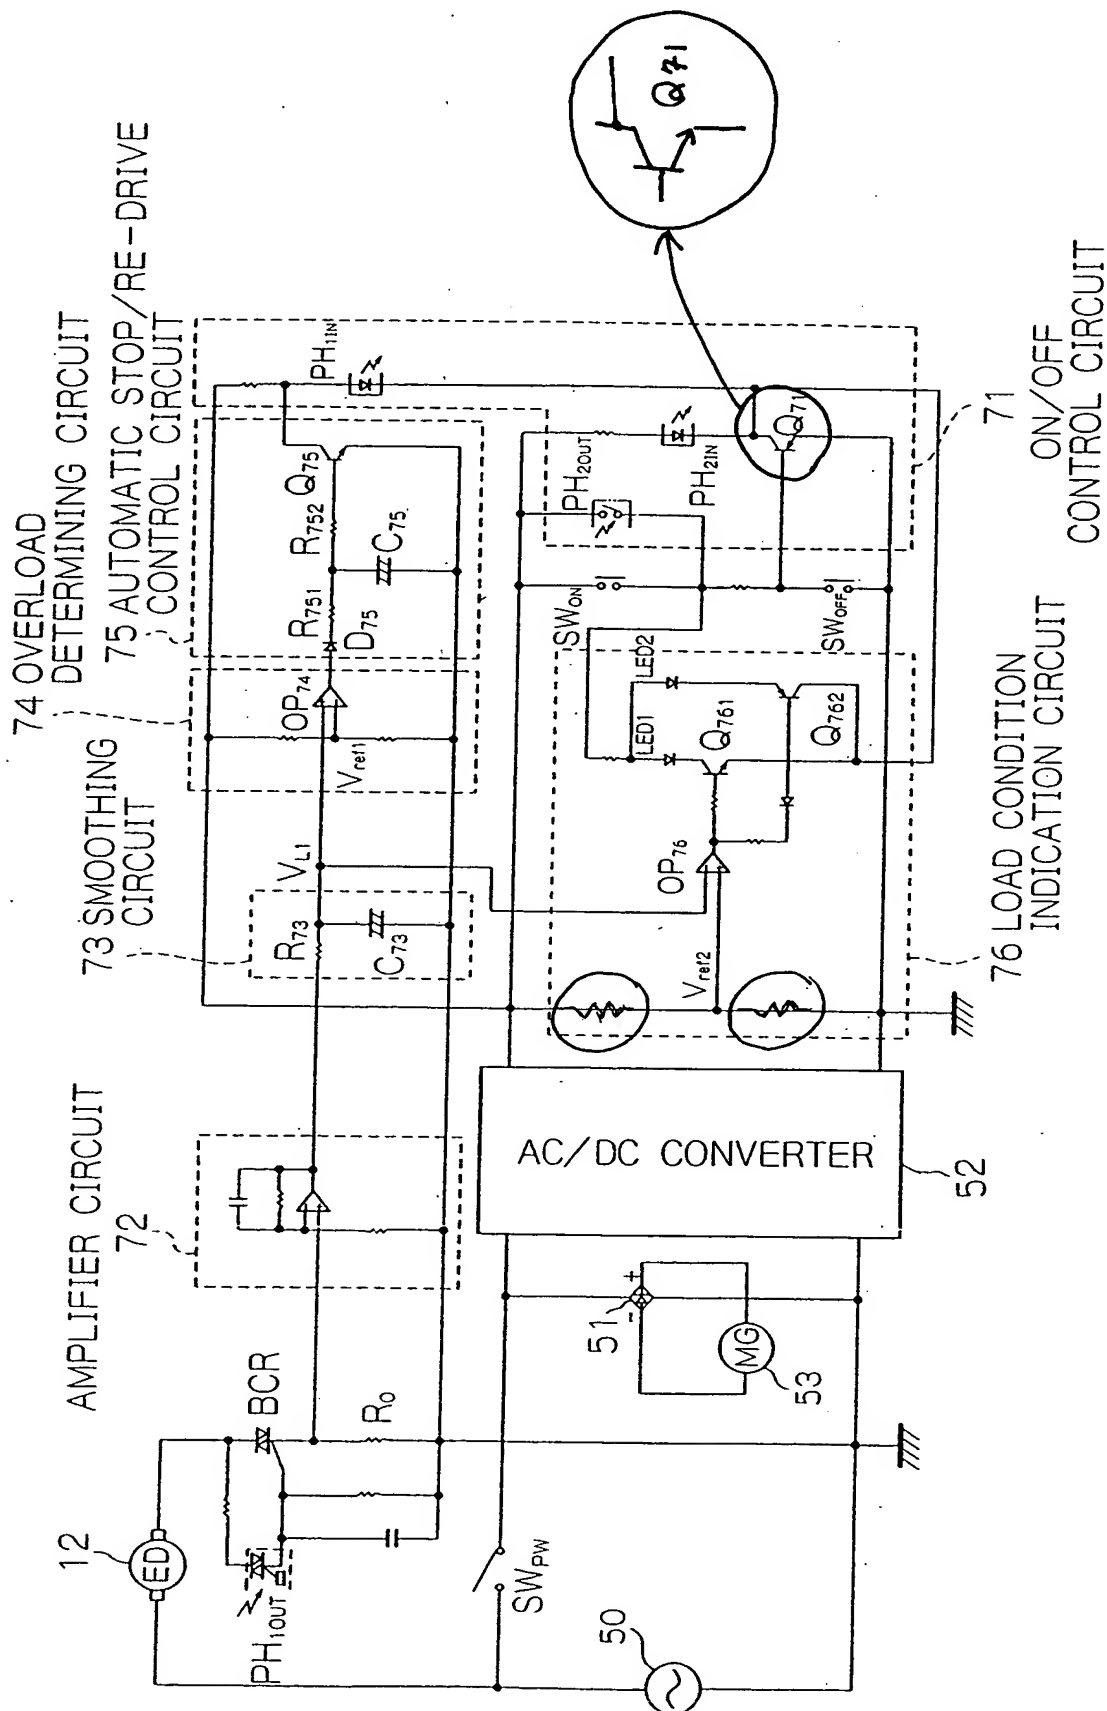 Q71
74 OVERLOAD
DETERMINING CIRCUIT
75 AUTOMATIC STOP/RE-DRIVE
CONTROL CIRCUIT
73 SMOOTHING
CIRCUIT
AMPLIFIER CIRCUIT
72
PH1IN
Q75
R752
C75
R751
D75
OP74
Vref1
VL1
R73
C73
BCR
R0
12
ED
PH1OUT
PH2OUT
PH2IN
Q71
SWON
SWOFF
LED1
LED2
Q761
Q762
OP76
Vref2
AC/DC CONVERTER
52
51
+
-
MG
53
SWPW
50
71
ON/OFF
CONTROL CIRCUIT
76 LOAD CONDITION
INDICATION CIRCUIT